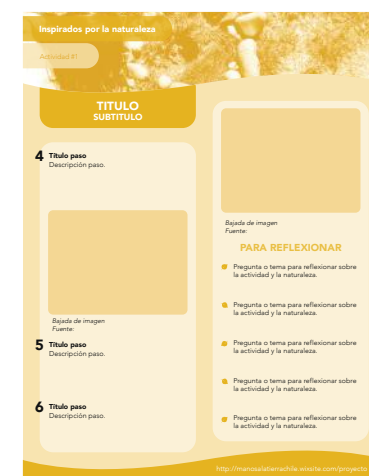 Inspirados por la naturaleza
Actividad #1
TITULO
SUBTITULO
4 Título paso
Descripción paso.
Bajada de imagen
Fuente:
5 Título paso
Descripción paso.
6 Título paso
Descripción paso.
Bajada de imagen
Fuente:
PARA REFLEXIONAR
Pregunta o tema para reflexionar sobre
la actividad y la naturaleza.
Pregunta o tema para reflexionar sobre
la actividad y la naturaleza.
Pregunta o tema para reflexionar sobre
la actividad y la naturaleza.
Pregunta o tema para reflexionar sobre
la actividad y la naturaleza.
Pregunta o tema para reflexionar sobre
la actividad y la naturaleza.
http://manosalatierrachile.wixsite.com/proyecto